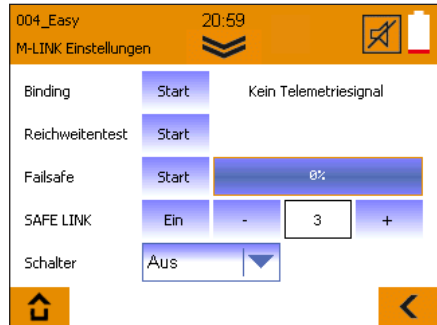 004_Easy 20:59
M-LINK Einstellungen
Binding Start Kein Telemetriesignal
Reichweitentest Start
Failsafe Start 0%
SAFE LINK Ein - 3 +
Schalter Aus